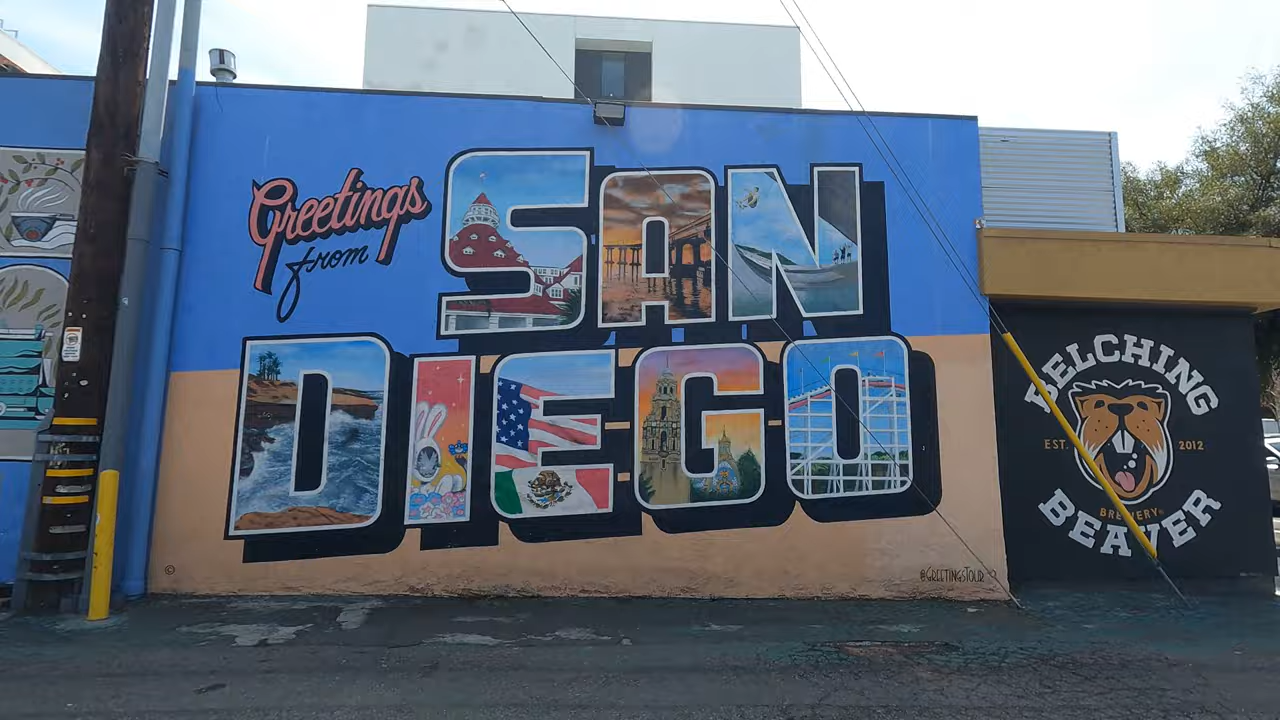 Greetings
from
SAN
DIEGO
©
@GREETINGSTOUR
BELCHING
EST. 2012
BREWERY
BEAVER